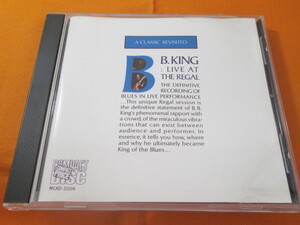 A CLASSIC REVISITED
B
B.KING
: LIVE AT
THE REGAL
THE DEFINITIVE
RECORDING OF
BLUES IN LIVE PERFORMANCE
...This unique Regal session is
the definitive statement of B. B.
King's phenomenal rapport with
a crowd, of the miraculous vibra-
tions that can exist between
audience and performer. In
essence, it tells you how, where
and why he ultimately became
King of the Blues...